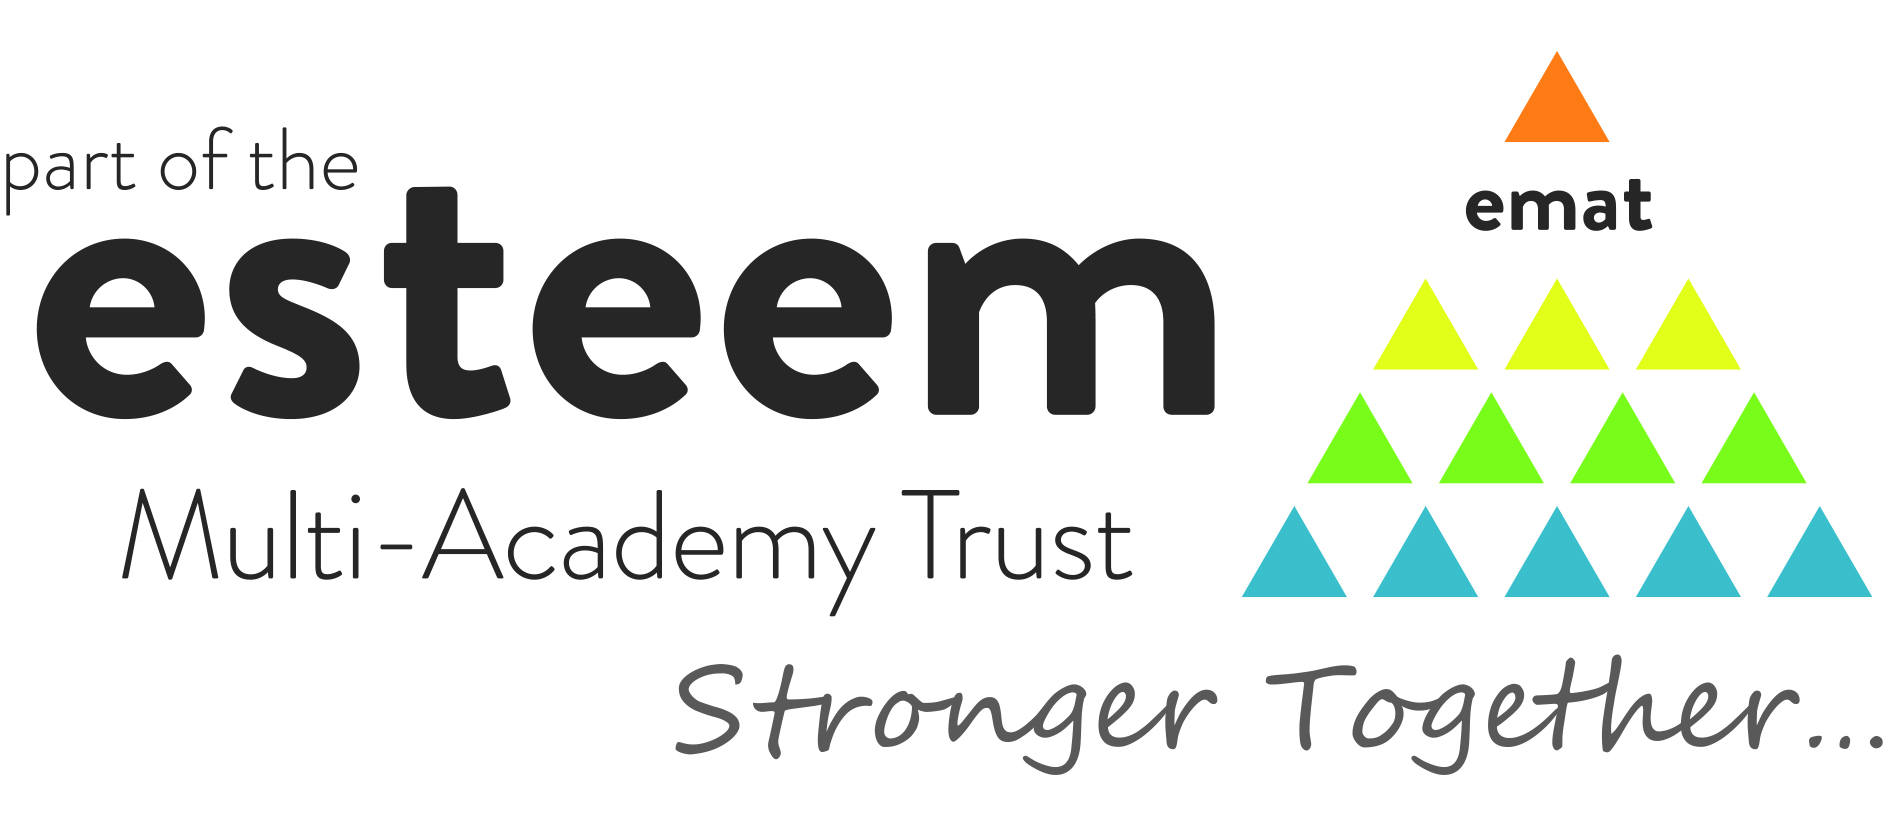 part of the
esteem
Multi-Academy Trust
emat
Stronger Together...